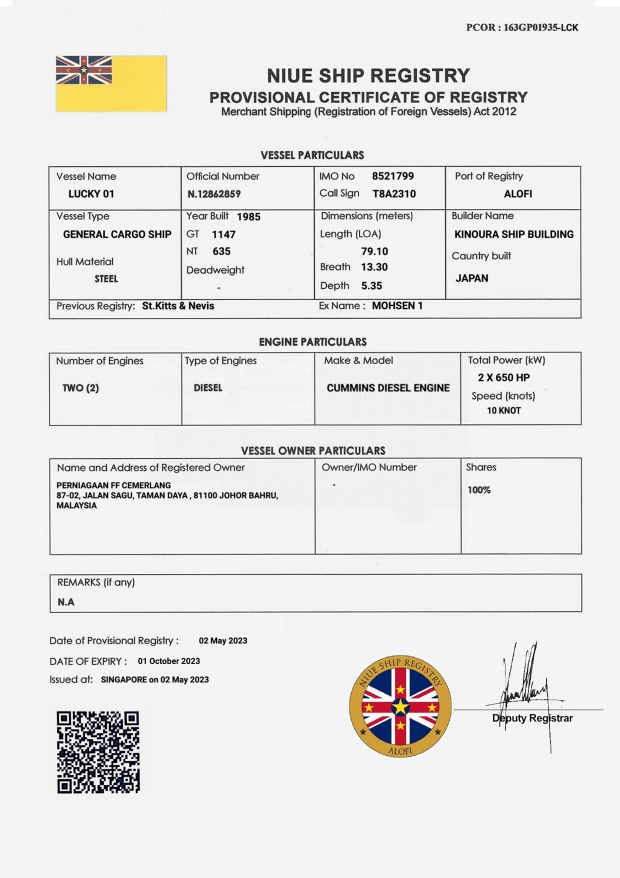 PCOR : 163GP01935-LCK
NIUE SHIP REGISTRY
PROVISIONAL CERTIFICATE OF REGISTRY
Merchant Shipping (Registration of Foreign Vessels) Act 2012
VESSEL PARTICULARS
Vessel Name
LUCKY 01
Official Number
N.12862859
IMO No 8521799
Call Sign T8A2310
Port of Registry
ALOFI
Vessel Type
GENERAL CARGO SHIP
Hull Material
STEEL
Year Built 1985
GT 1147
NT 635
Deadweight
-
Dimensions (meters)
Length (LOA)
79.10
Breath 13.30
Depth 5.35
Builder Name
KINOURA SHIP BUILDING
Cauntry built
JAPAN
Previous Registry: St.Kitts & Nevis
Ex Name : MOHSEN 1
ENGINE PARTICULARS
Number of Engines
TWO (2)
Type of Engines
DIESEL
Make & Model
CUMMINS DIESEL ENGINE
Total Power (kW)
2 X 650 HP
Speed (knots)
10 KNOT
VESSEL OWNER PARTICULARS
Name and Address of Registered Owner
PERNIAGAAN FF CEMERLANG
87-02, JALAN SAGU, TAMAN DAYA , 81100 JOHOR BAHRU,
MALAYSIA
Owner/IMO Number
-
Shares
100%
REMARKS (if any)
N.A
Date of Provisional Registry : 02 May 2023
DATE OF EXPIRY : 01 October 2023
Issued at: SINGAPORE on 02 May 2023
NIUE SHIP REGISTRY
ALOFI
Deputy Registrar